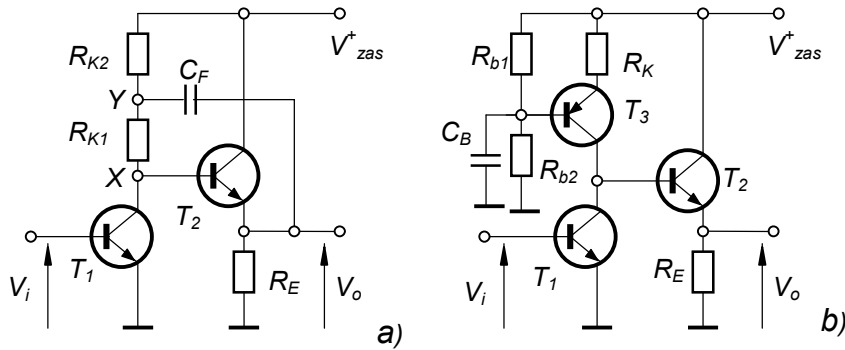 R_K2
C_F
V⁺_zas
Y
R_K1
X
T_2
T_1
V_i
R_E
V_o
a)
R_b1
R_K
V⁺_zas
T_3
C_B
R_b2
T_2
T_1
V_i
R_E
V_o
b)